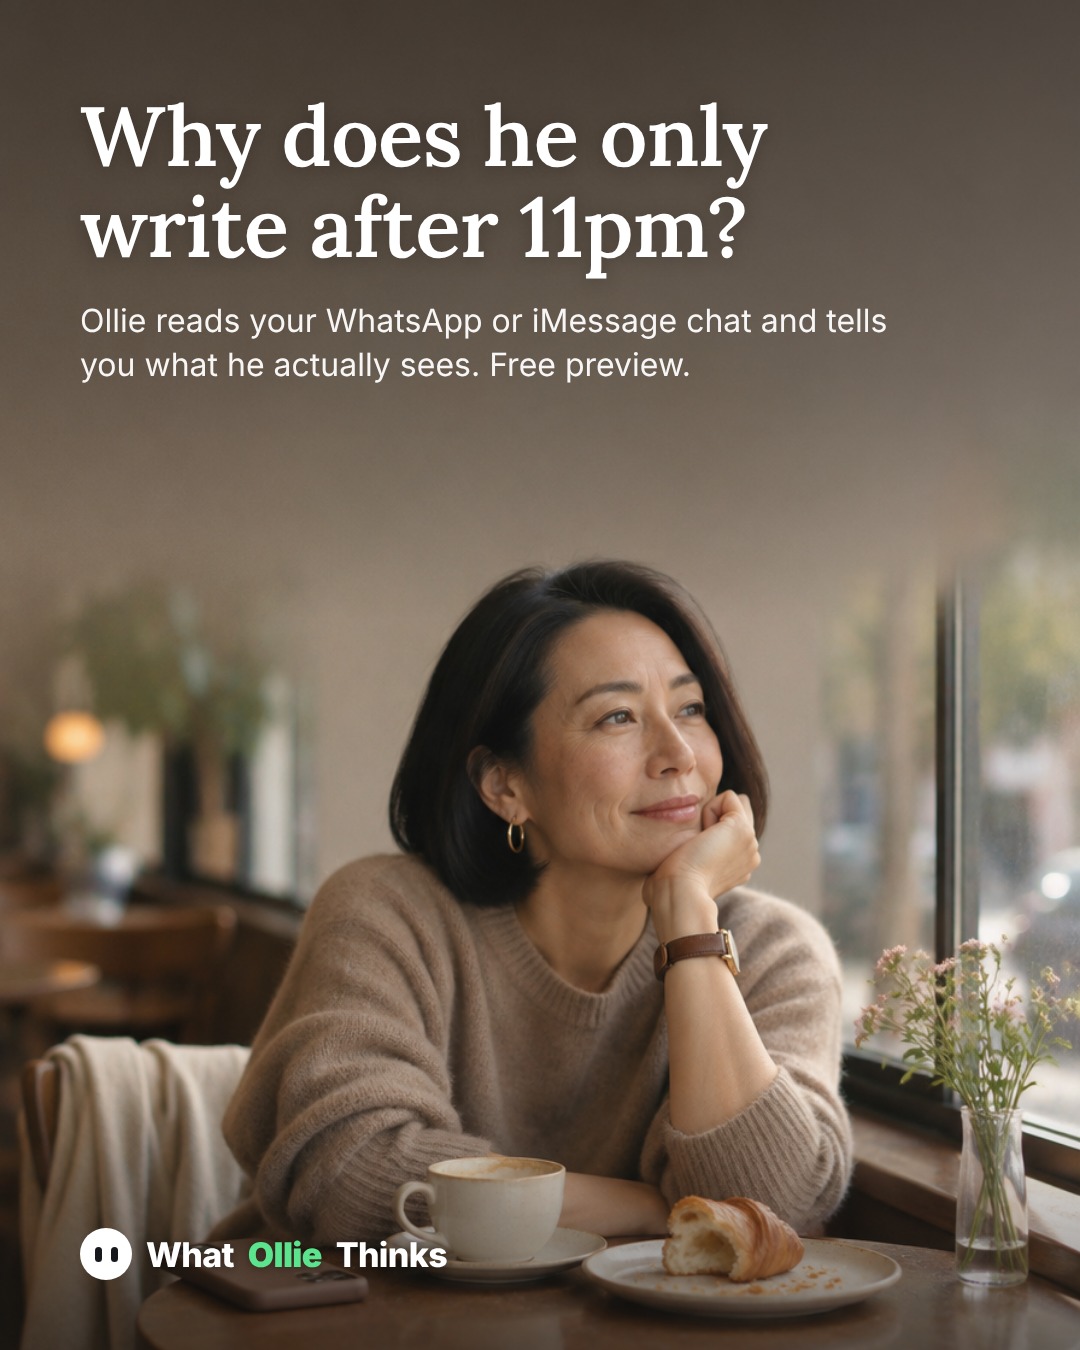 Why does he only
write after 11pm?
Ollie reads your WhatsApp or iMessage chat and tells
you what he actually sees. Free preview.
What Ollie Thinks